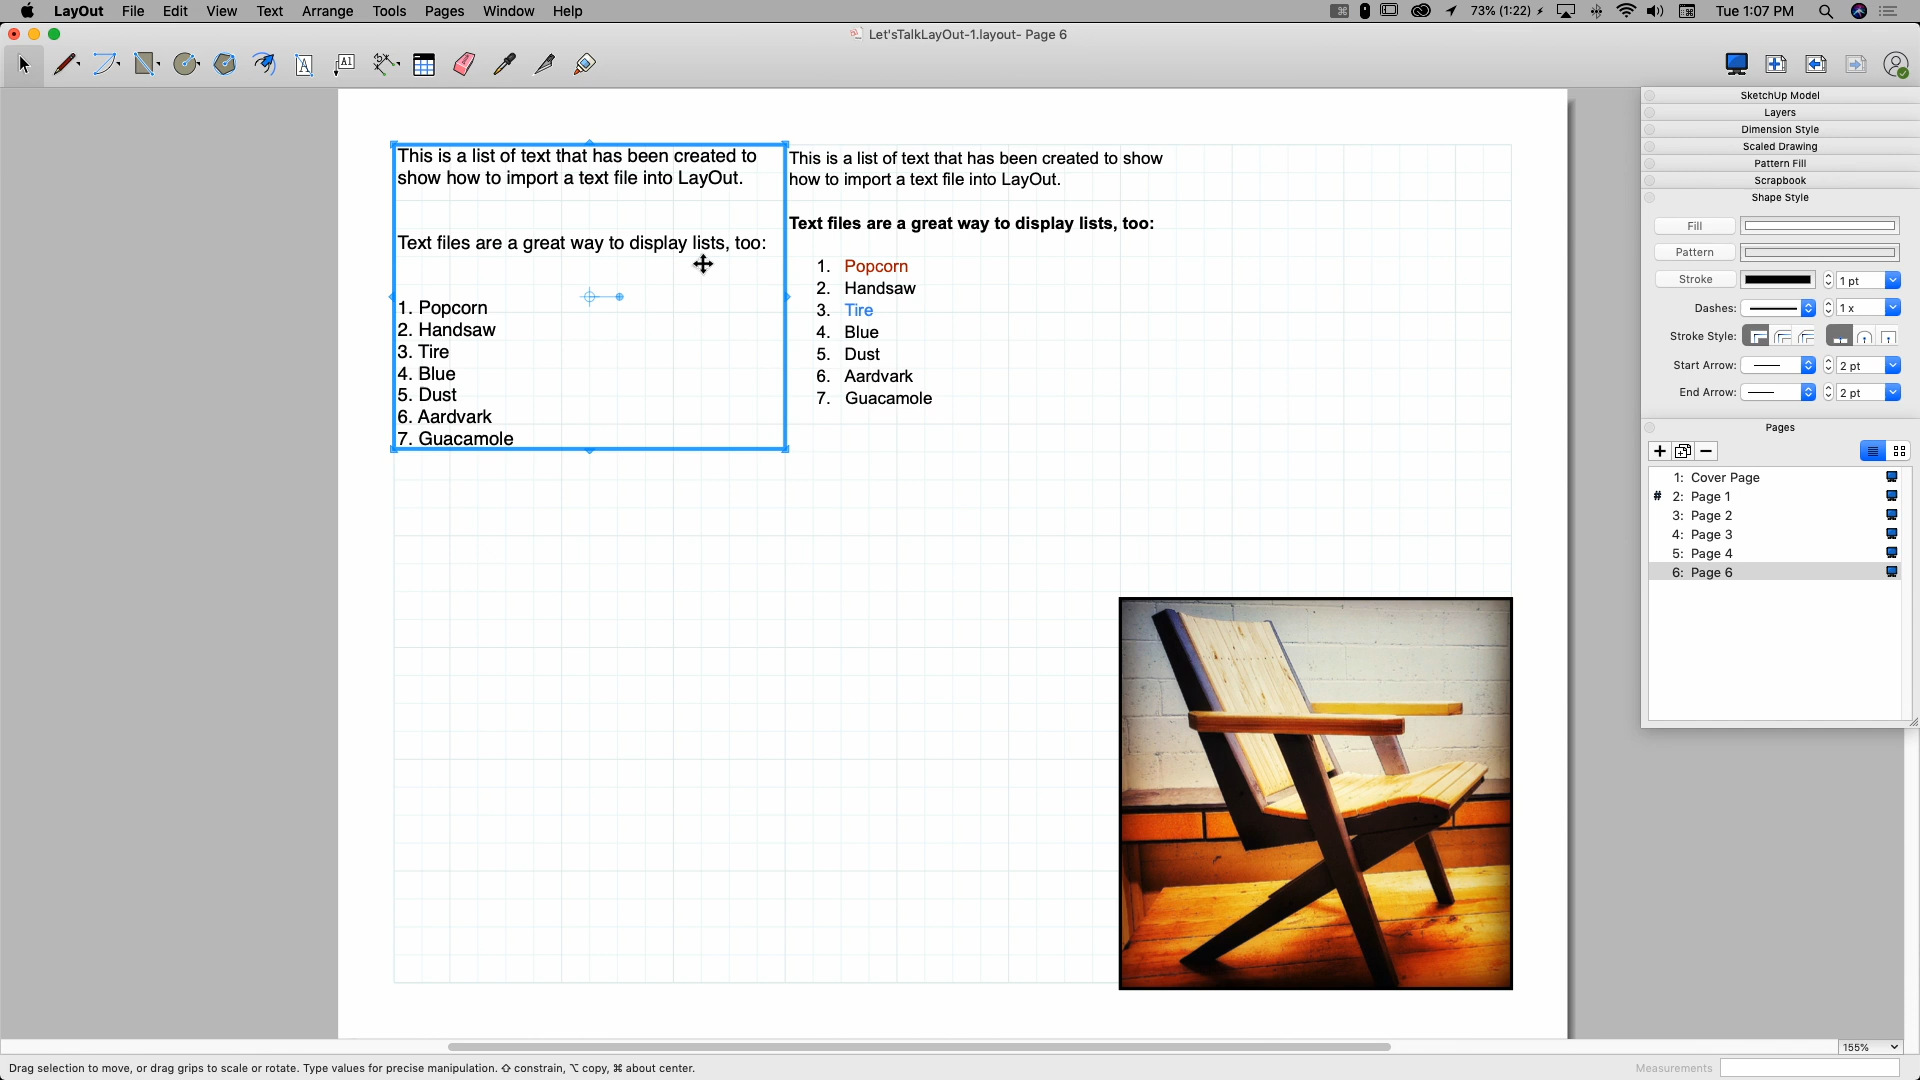 LayOut File Edit View Text Arrange Tools Pages Window Help
73% (1:22) Tue 1:07 PM
Let'sTalkLayOut-1.layout- Page 6
This is a list of text that has been created to
show how to import a text file into LayOut.
Text files are a great way to display lists, too:
1. Popcorn
2. Handsaw
3. Tire
4. Blue
5. Dust
6. Aardvark
7. Guacamole
This is a list of text that has been created to show
how to import a text file into LayOut.
Text files are a great way to display lists, too:
1. Popcorn
2. Handsaw
3. Tire
4. Blue
5. Dust
6. Aardvark
7. Guacamole
SketchUp Model
Layers
Dimension Style
Scaled Drawing
Pattern Fill
Scrapbook
Shape Style
Fill
Pattern
Stroke 1 pt
Dashes: 1 x
Stroke Style:
Start Arrow: 2 pt
End Arrow: 2 pt
Pages
1: Cover Page
# 2: Page 1
3: Page 2
4: Page 3
5: Page 4
6: Page 6
155%
Drag selection to move, or drag grips to scale or rotate. Type values for precise manipulation. ⇧ constrain, ⌥ copy, ⌘ about center.
Measurements